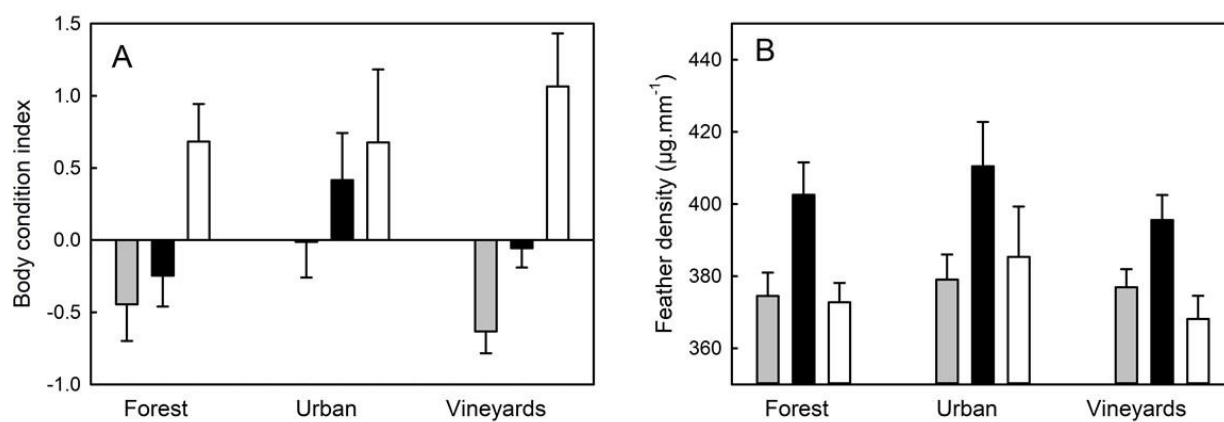 A
Body condition index
1.5
1.0
0.5
0.0
-0.5
-1.0
Forest Urban Vineyards
B
Feather density (µg.mm⁻¹)
440
420
400
380
360
Forest Urban Vineyards